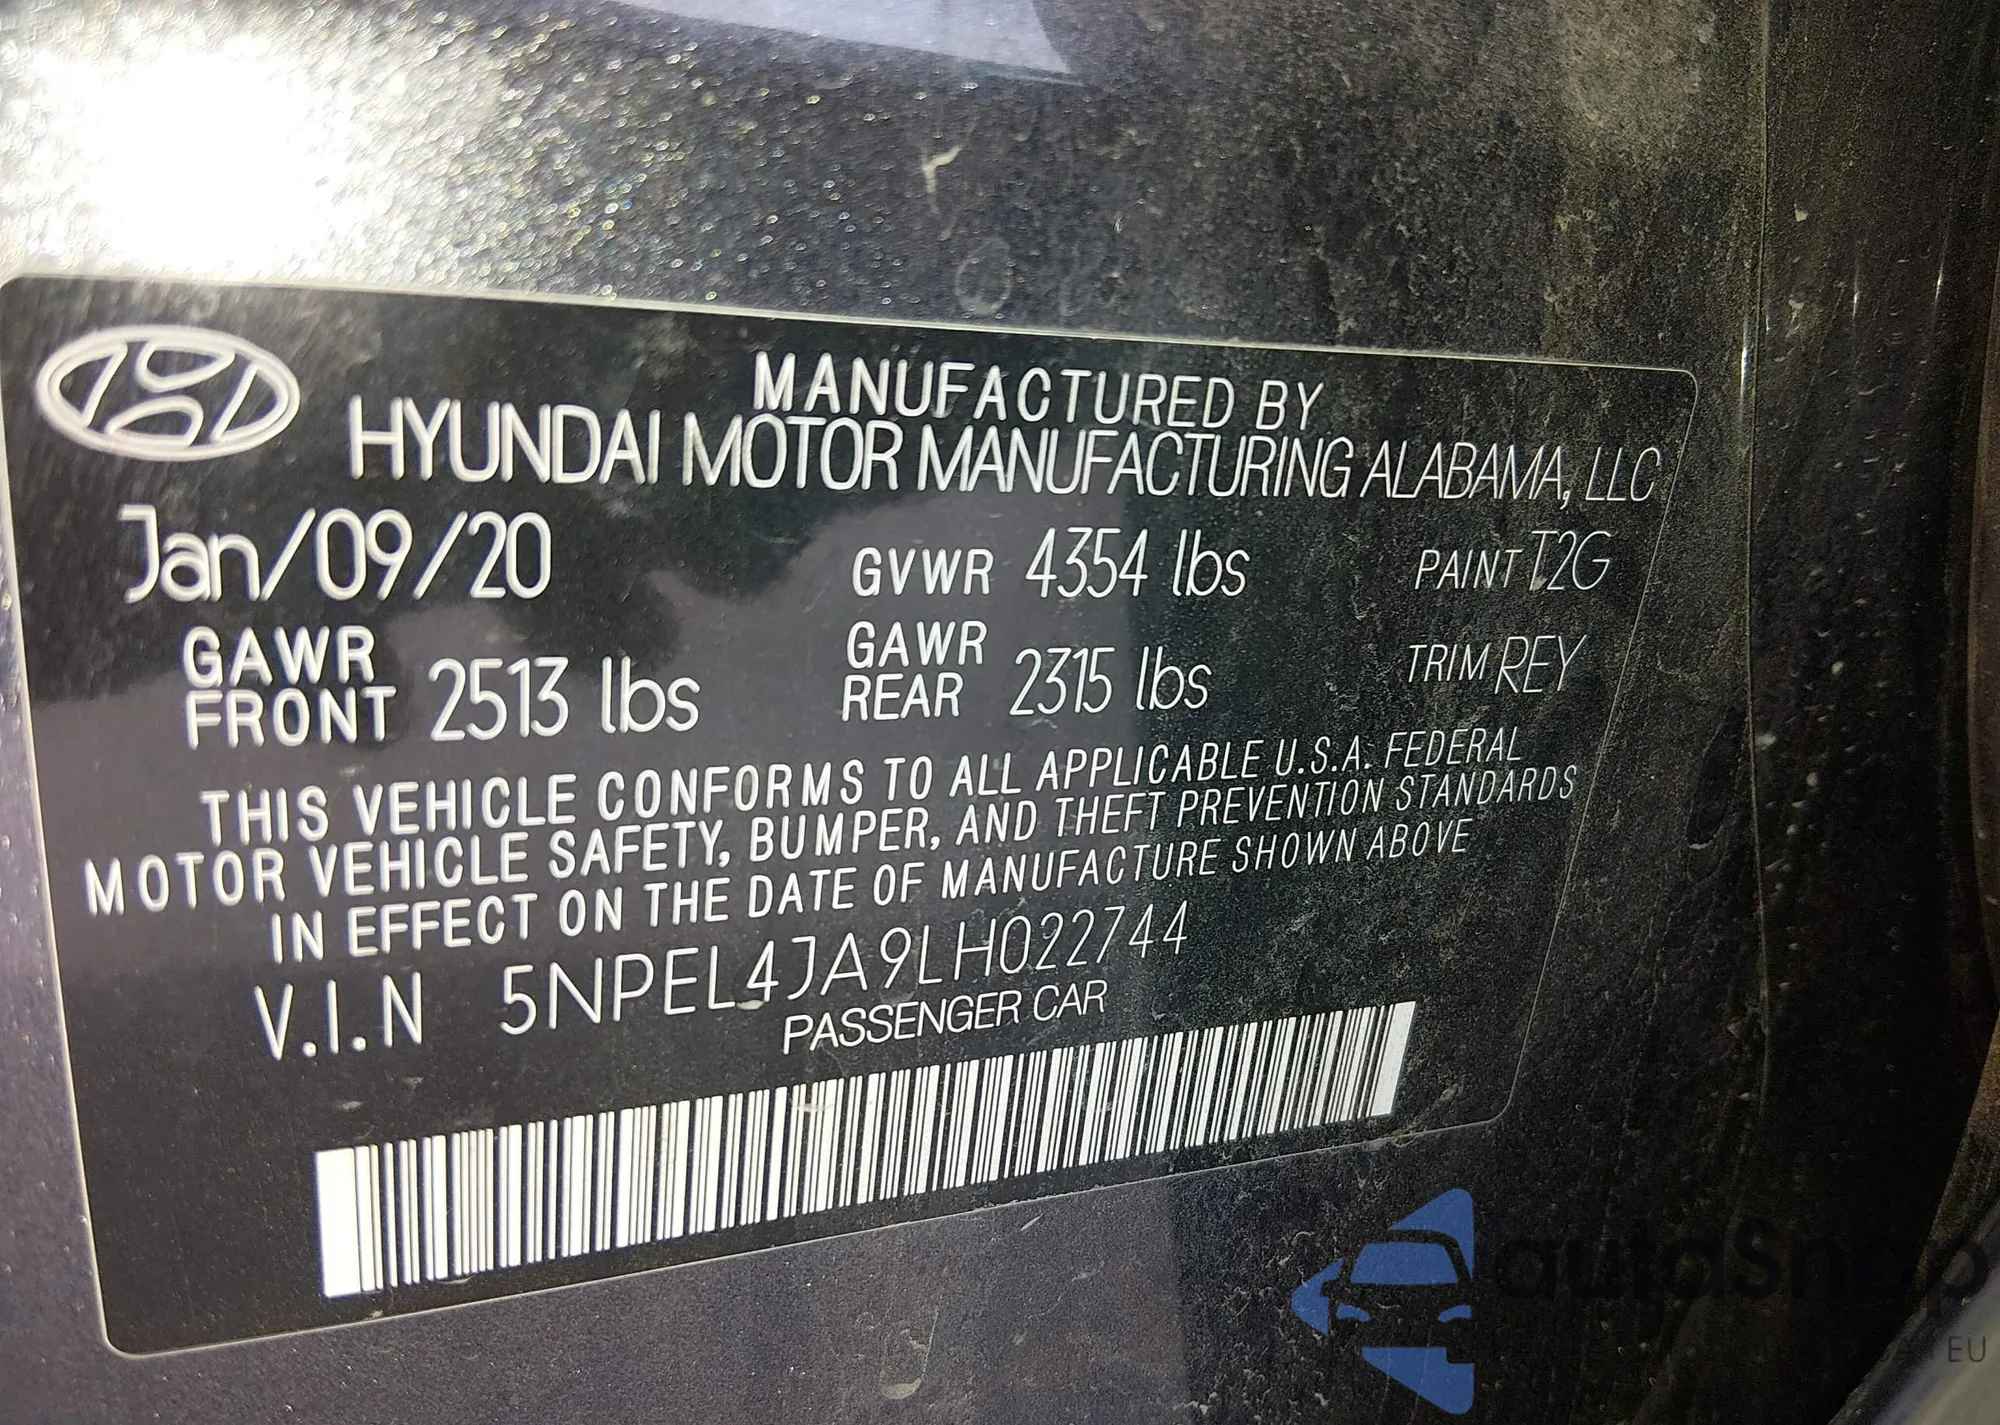 MANUFACTURED BY
HYUNDAI MOTOR MANUFACTURING ALABAMA, LLC
Jan/09/20 GVWR 4354 lbs PAINT T2G
GAWR FRONT 2513 lbs GAWR REAR 2315 lbs TRIM REY
THIS VEHICLE CONFORMS TO ALL APPLICABLE U.S.A. FEDERAL
MOTOR VEHICLE SAFETY, BUMPER, AND THEFT PREVENTION STANDARDS
IN EFFECT ON THE DATE OF MANUFACTURE SHOWN ABOVE
V.I.N 5NPEL4JA9LH022744
PASSENGER CAR
autoSnap
EU